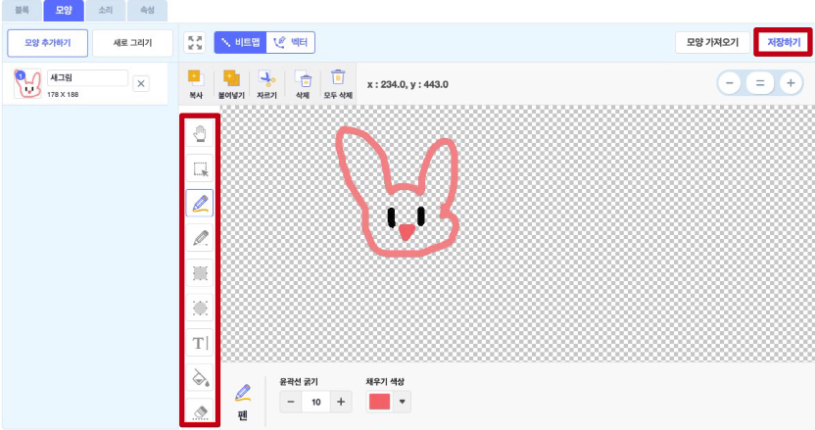 블록 모양 소리 속성
모양 추가하기 새로 그리기 비트맵 벡터 모양 가져오기 저장하기
1 새그림
178 X 188
복사 붙여넣기 자르기 삭제 모두 삭제 x : 234.0, y : 443.0
T
윤곽선 굵기 채우기 색상
10
펜